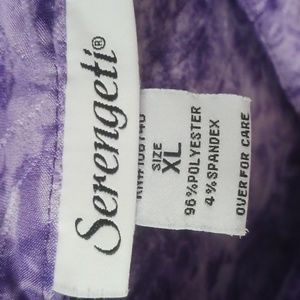 Serengeti®
SIZE
XL
96%POLYESTER
4%SPANDEX
OVER FOR CARE